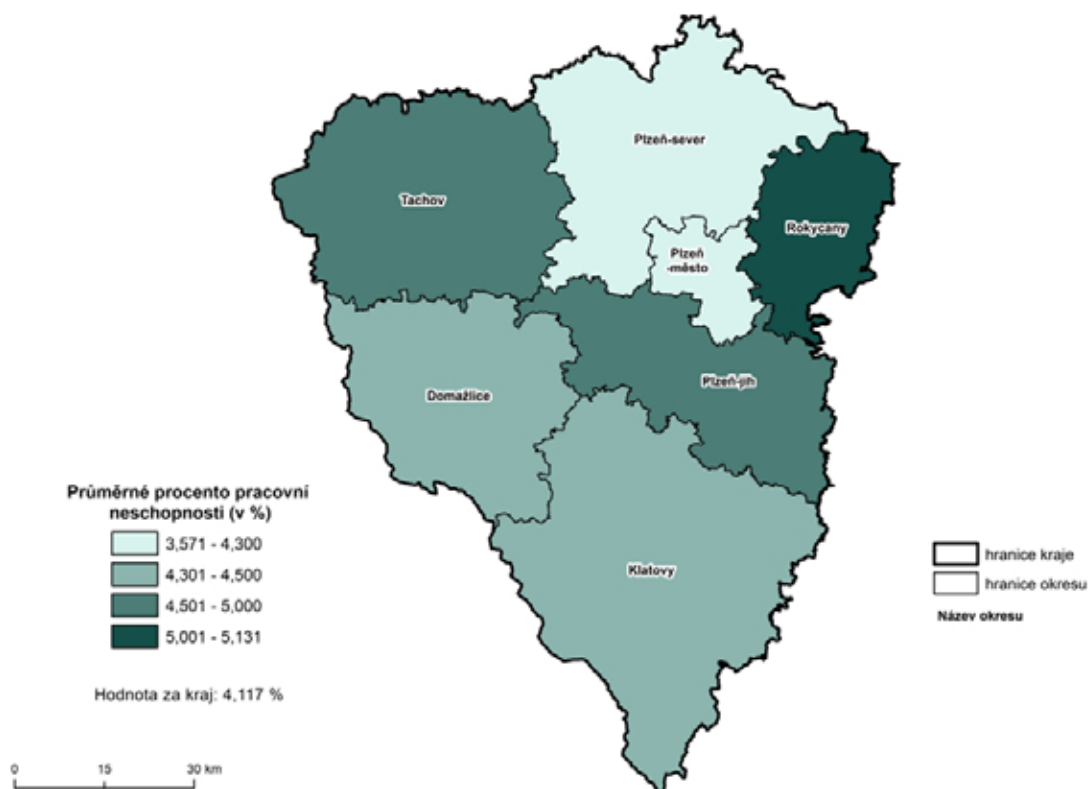 Plzeň-sever
Tachov
Rokycany
Plzeň
-město
Plzeň-jih
Domažlice
Klatovy
Průměrné procento pracovní
neschopnosti (v %)
3,571 - 4,300
4,301 - 4,500
4,501 - 5,000
5,001 - 5,131
Hodnota za kraj: 4,117 %
hranice kraje
hranice okresu
Název okresu
0 15 30 km